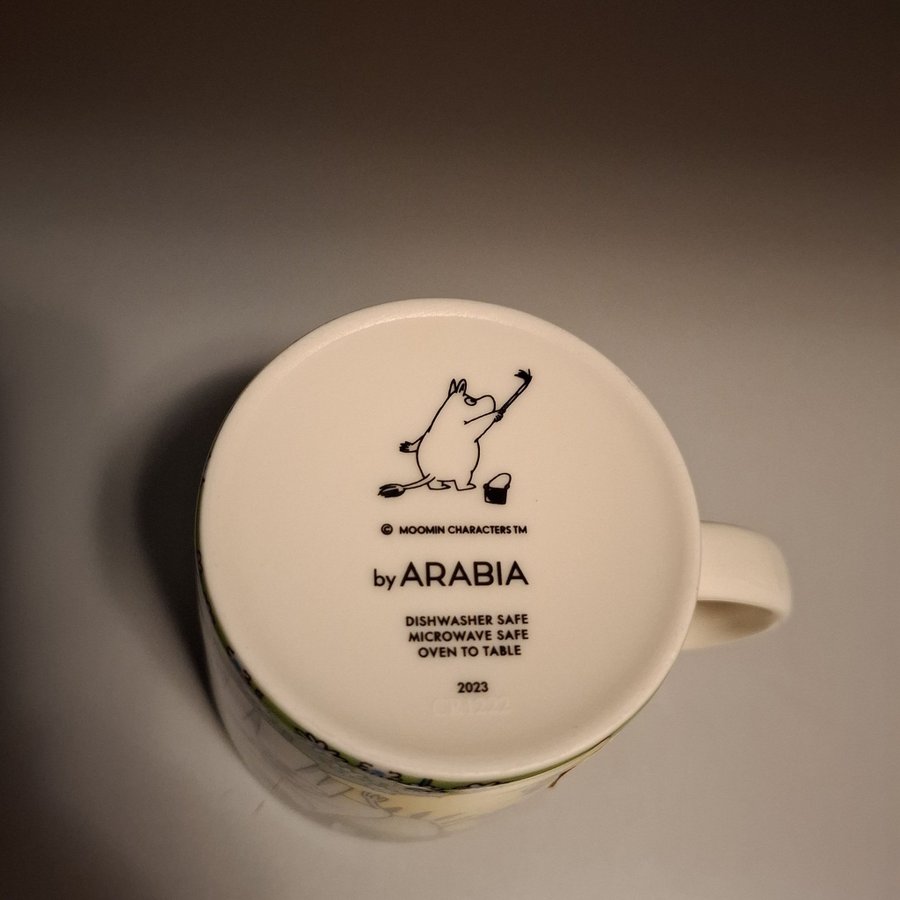 © MOOMIN CHARACTERS TM
by ARABIA
DISHWASHER SAFE
MICROWAVE SAFE
OVEN TO TABLE
2023